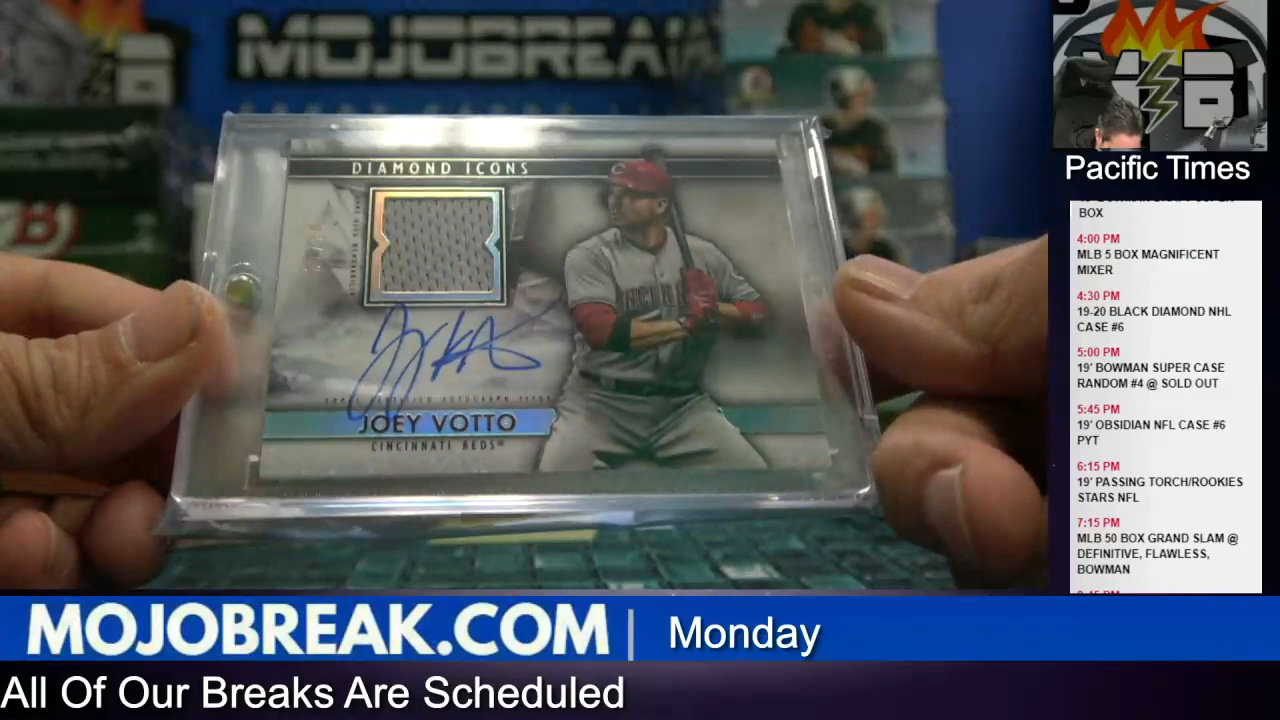 MOJOBREAK
DIAMOND ICONS
JOEY VOTTO
CINCINNATI REDS
B
MB
Pacific Times
BOX
4:00 PM
MLB 5 BOX MAGNIFICENT
MIXER
4:30 PM
19-20 BLACK DIAMOND NHL
CASE #6
5:00 PM
19' BOWMAN SUPER CASE
RANDOM #4 @ SOLD OUT
5:45 PM
19' OBSIDIAN NFL CASE #6
PYT
6:15 PM
19' PASSING TORCH/ROOKIES
STARS NFL
7:15 PM
MLB 50 BOX GRAND SLAM @
DEFINITIVE, FLAWLESS,
BOWMAN
MOJOBREAK.COM | Monday
All Of Our Breaks Are Scheduled